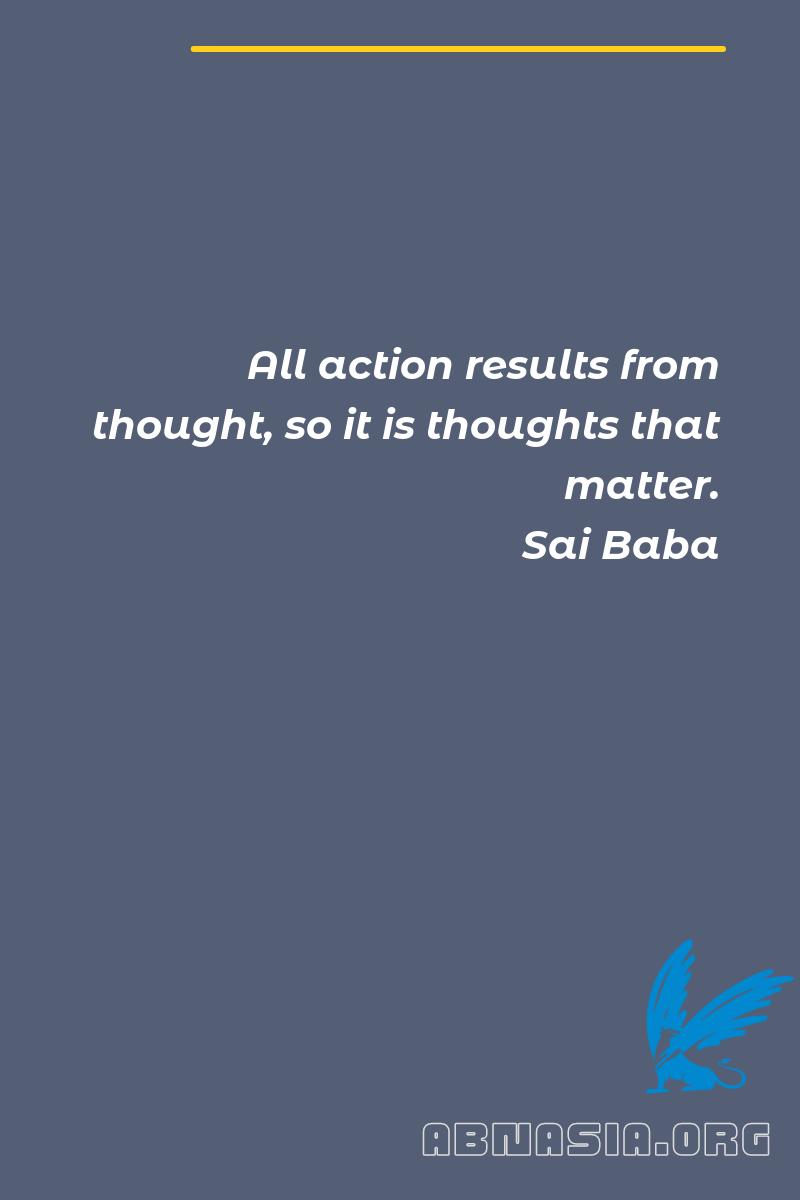 All action results from
thought, so it is thoughts that
matter.
Sai Baba
ABNASIA.ORG